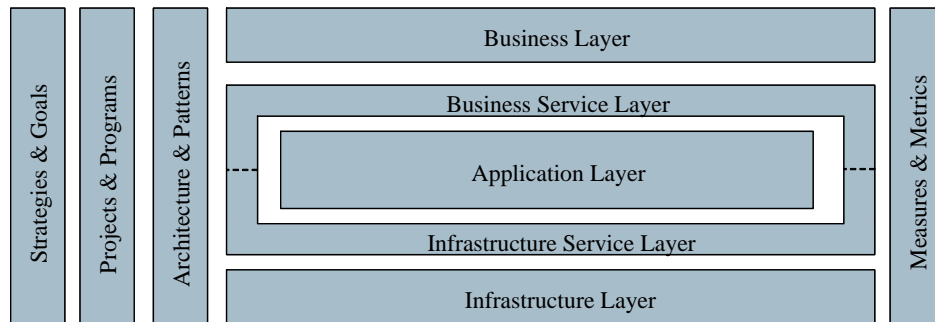 Strategies & Goals
Projects & Programs
Architecture & Patterns
Business Layer
Business Service Layer
Application Layer
Infrastructure Service Layer
Infrastructure Layer
Measures & Metrics